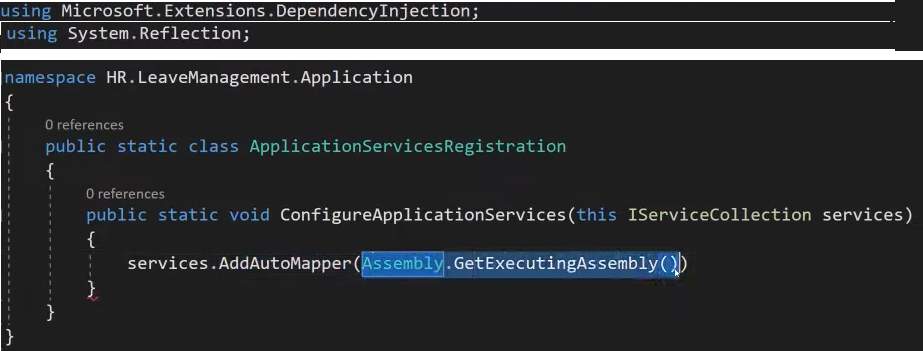 using Microsoft.Extensions.DependencyInjection;
using System.Reflection;
namespace HR.LeaveManagement.Application
{
0 references
public static class ApplicationServicesRegistration
{
0 references
public static void ConfigureApplicationServices(this IServiceCollection services)
{
services.AddAutoMapper(Assembly.GetExecutingAssembly())
}
}
}